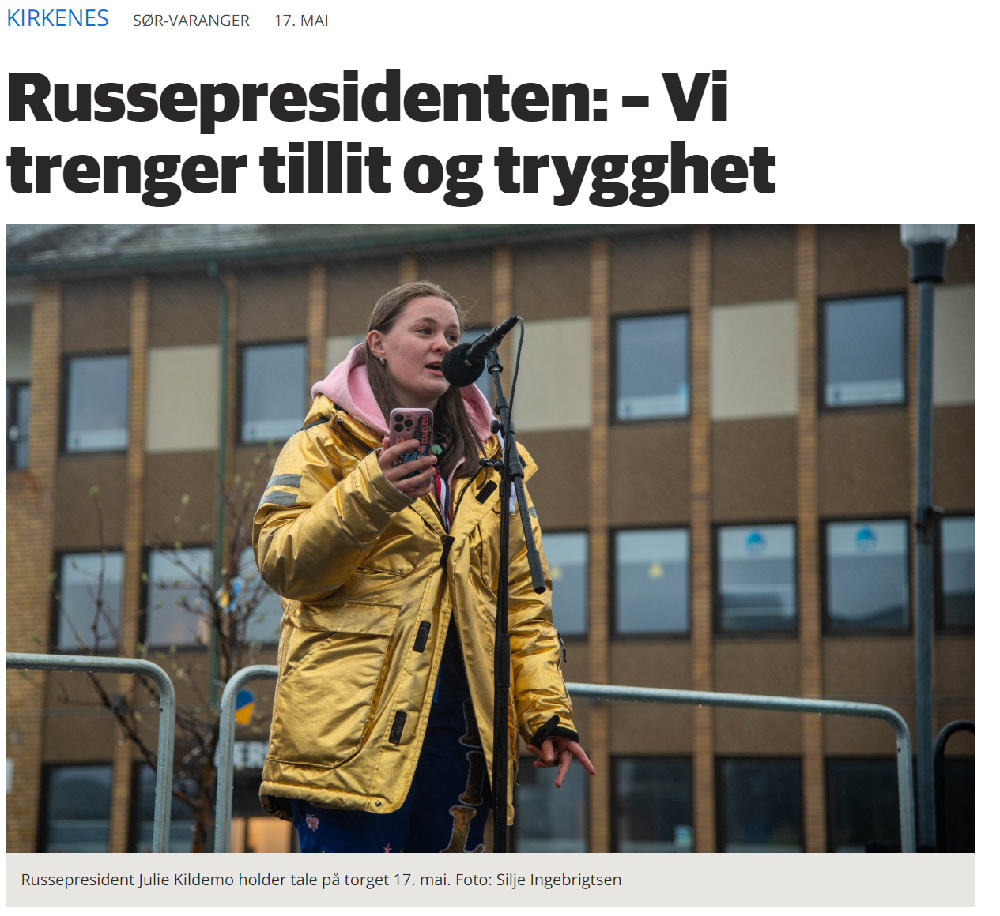 KIRKENES SØR-VARANGER 17. MAI
Russepresidenten: – Vi
trenger tillit og trygghet
Russepresident Julie Kildemo holder tale på torget 17. mai. Foto: Silje Ingebrigtsen